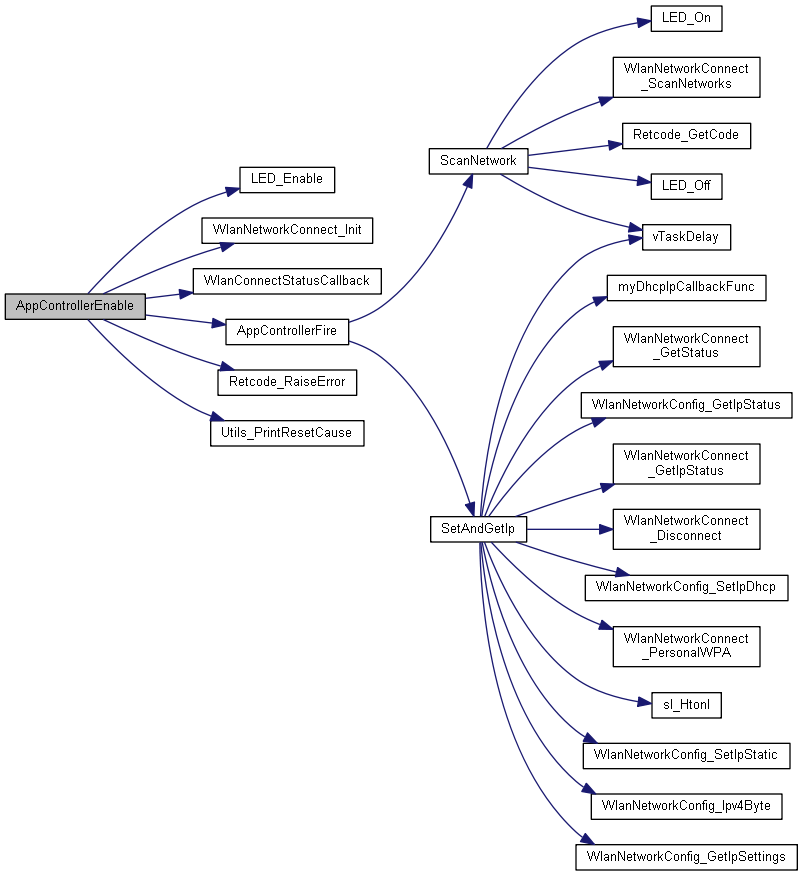 LED_On
WlanNetworkConnect
_ScanNetworks
Retcode_GetCode
ScanNetwork
LED_Enable
LED_Off
WlanNetworkConnect_Init
vTaskDelay
WlanConnectStatusCallback
myDhcpIpCallbackFunc
AppControllerEnable
AppControllerFire
WlanNetworkConnect
_GetStatus
Retcode_RaiseError
WlanNetworkConfig_GetIpStatus
Utils_PrintResetCause
WlanNetworkConnect
_GetIpStatus
SetAndGetIp
WlanNetworkConnect
_Disconnect
WlanNetworkConfig_SetIpDhcp
WlanNetworkConnect
_PersonalWPA
sl_Htonl
WlanNetworkConfig_SetIpStatic
WlanNetworkConfig_Ipv4Byte
WlanNetworkConfig_GetIpSettings